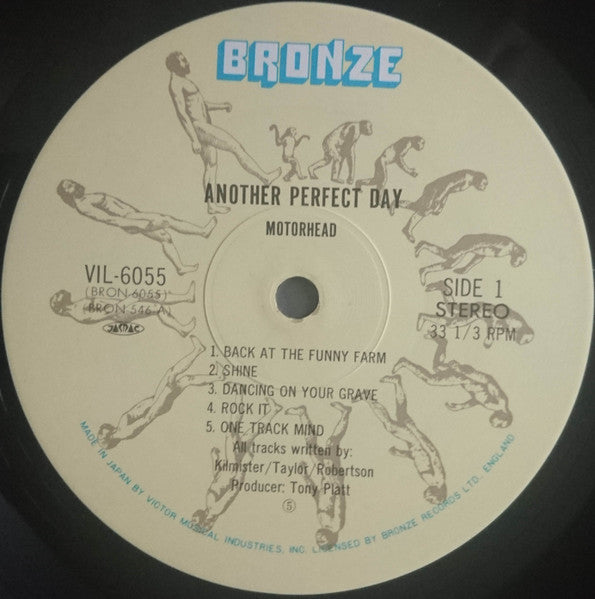 BRONZE
ANOTHER PERFECT DAY
MOTORHEAD
VIL-6055
(BRON 6055)
(BRON 546 A)
JASRAC
SIDE 1
STEREO
33 1/3 RPM
1. BACK AT THE FUNNY FARM
2. SHINE
3. DANCING ON YOUR GRAVE
4. ROCK IT
5. ONE TRACK MIND
All tracks written by:
Kilmister/Taylor/Robertson
Producer: Tony Platt
⑤
MADE IN JAPAN BY VICTOR MUSICAL INDUSTRIES, INC. LICENSED BY BRONZE RECORDS LTD. ENGLAND